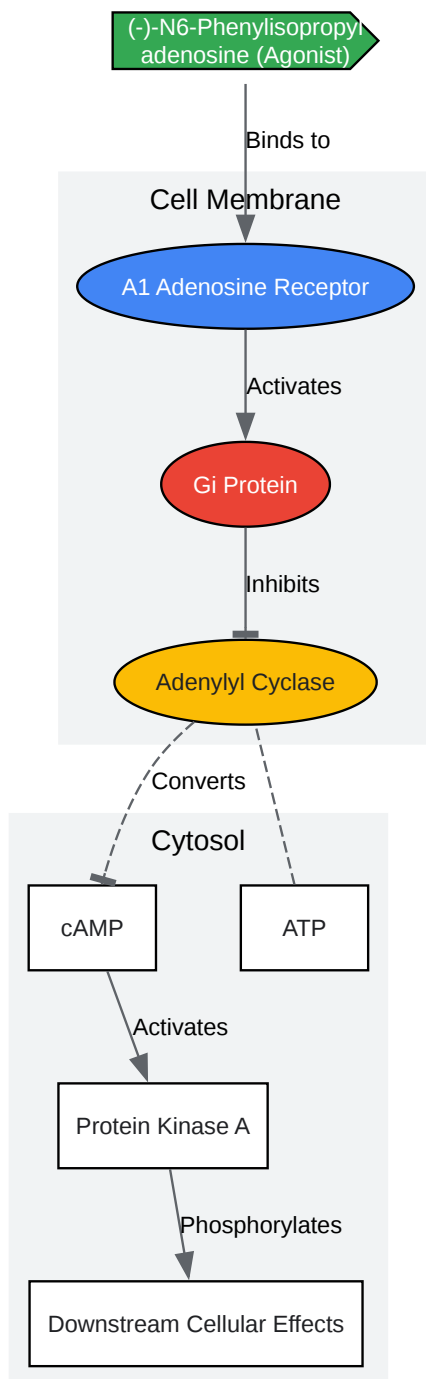 (-)-N6-Phenylisopropyl
adenosine (Agonist)
Binds to
Cell Membrane
A1 Adenosine Receptor
Activates
Gi Protein
Inhibits
Adenylyl Cyclase
Converts
Cytosol
cAMP
ATP
Activates
Protein Kinase A
Phosphorylates
Downstream Cellular Effects